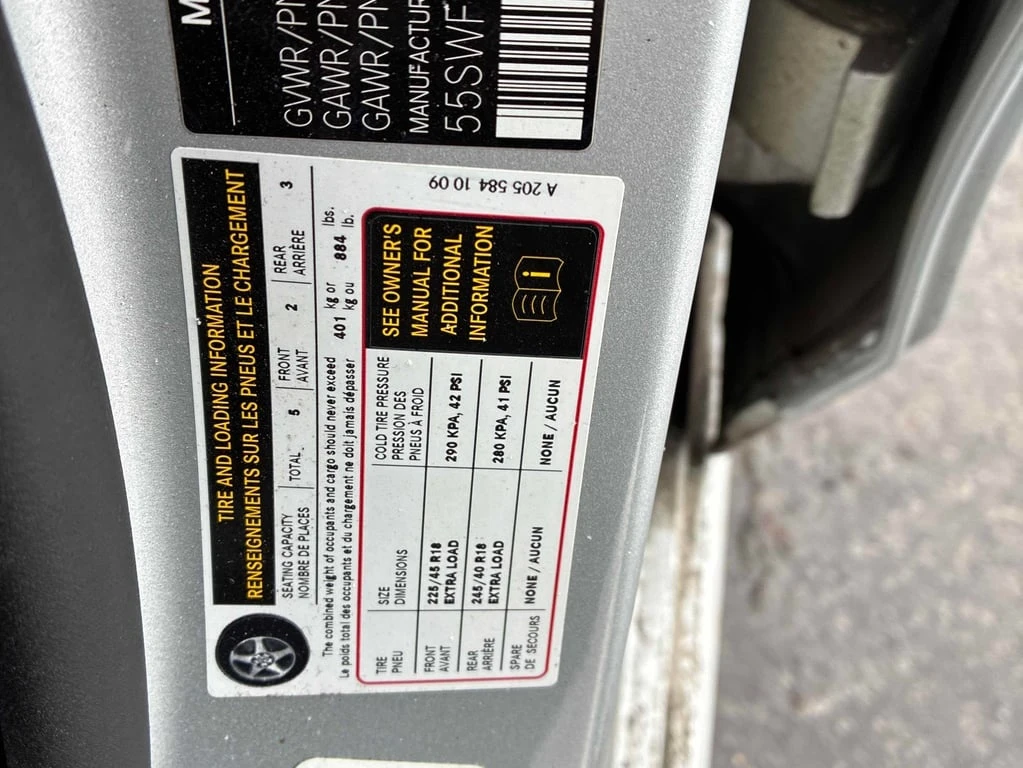 GVWR/PN
GAWR/PN
GAWR/PN
MANUFACTUR
55SWF
TIRE AND LOADING INFORMATION
RENSEIGNEMENTS SUR LES PNEUS ET LE CHARGEMENT
SEATING CAPACITY TOTAL 5 FRONT 2 REAR 3
NOMBRE DE PLACES AVANT ARRIÈRE
The combined weight of occupants and cargo should never exceed 401 kg or 884 lbs.
Le poids total des occupants et du chargement ne doit jamais dépasser kg ou lb.
TIRE SIZE COLD TIRE PRESSURE
PNEU DIMENSIONS PRESSION DES
PNEUS À FROID
FRONT 225/45 R18 290 KPA, 42 PSI
AVANT EXTRA LOAD
REAR 245/40 R18 280 KPA, 41 PSI
ARRIÈRE EXTRA LOAD
SPARE NONE / AUCUN NONE / AUCUN
DE SECOURS
SEE OWNER'S
MANUAL FOR
ADDITIONAL
INFORMATION
i
A 205 584 10 09